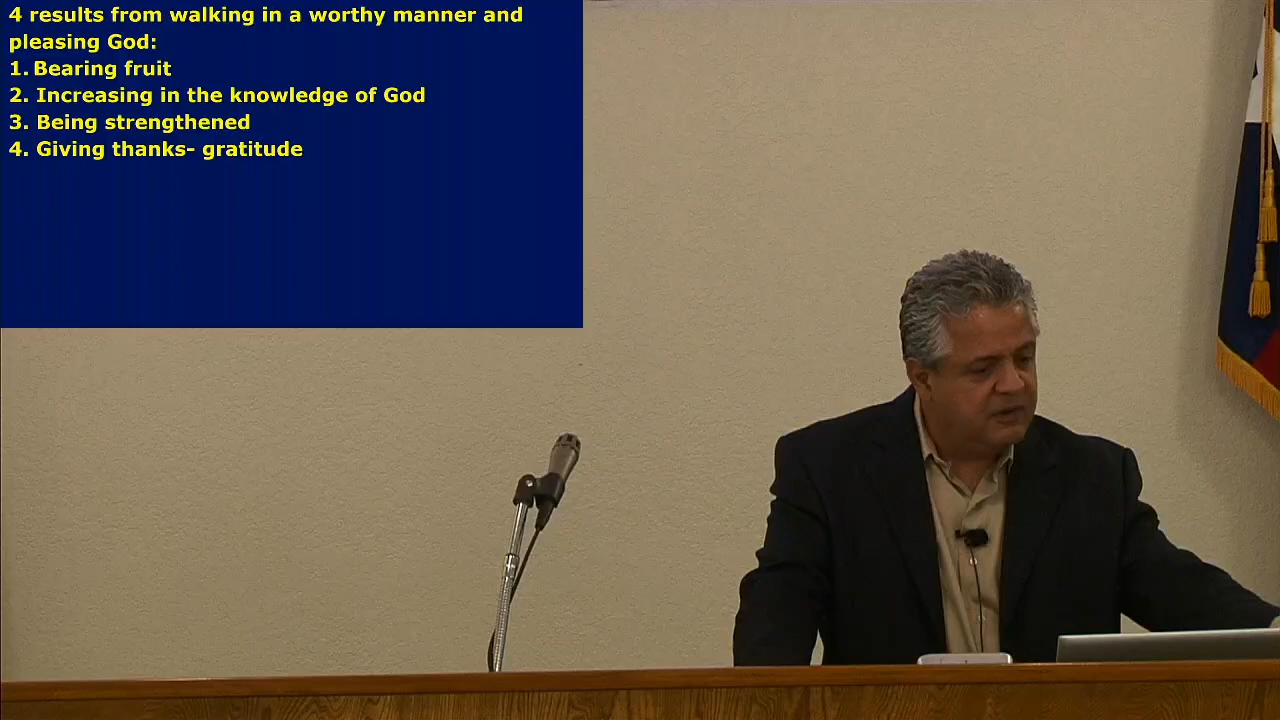 4 results from walking in a worthy manner and
pleasing God:
1. Bearing fruit
2. Increasing in the knowledge of God
3. Being strengthened
4. Giving thanks- gratitude